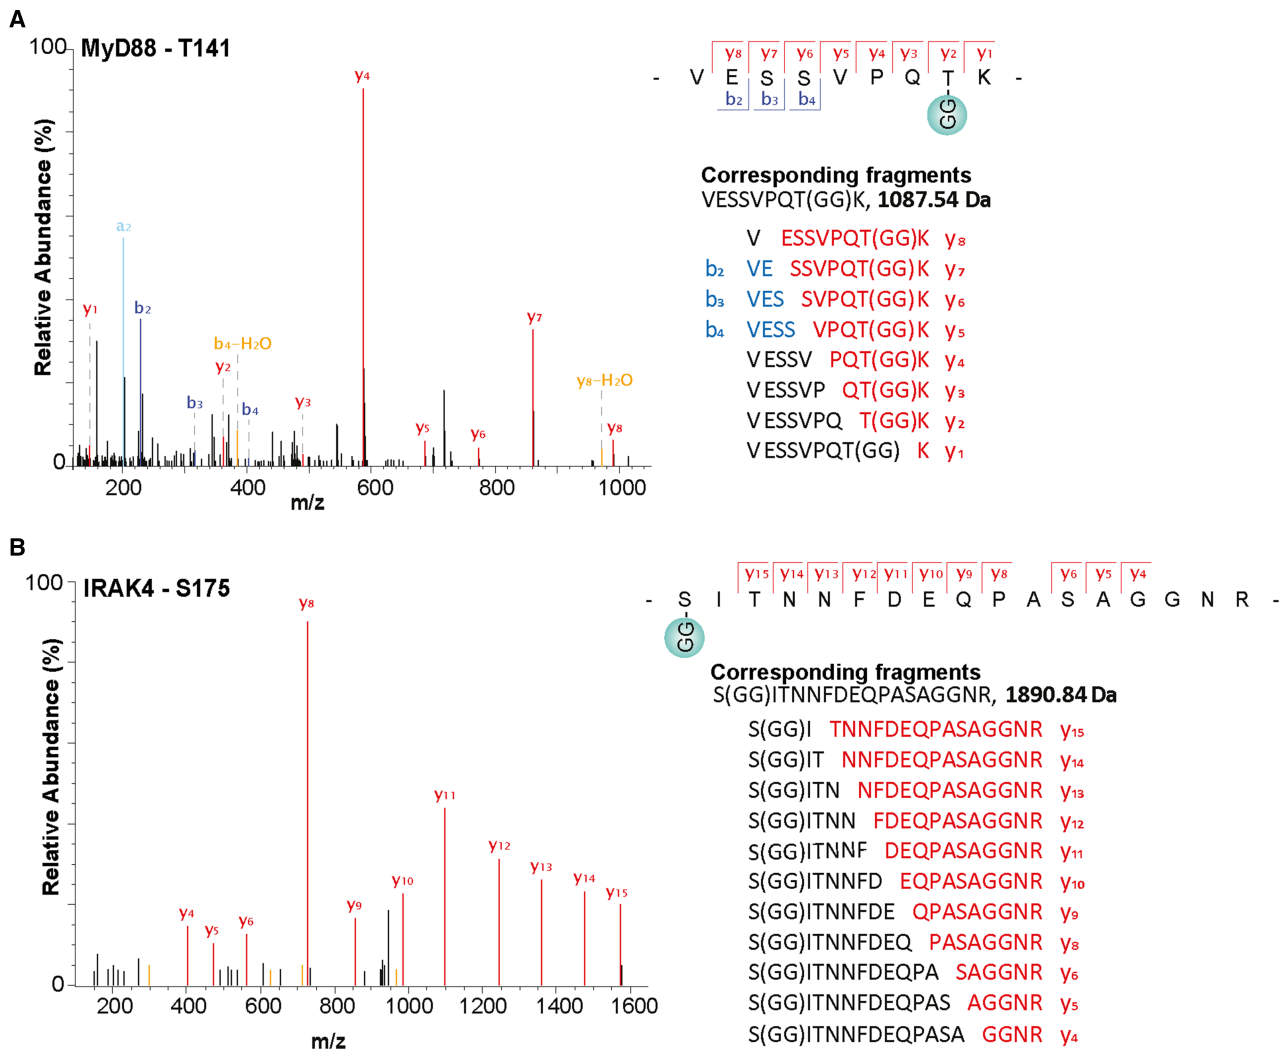 A
MyD88 - T141
100
0
Relative Abundance (%)
y₁
a₂
b₂
b₃
y₂
b₄-H₂O
b₄
y₃
y₄
y₅
y₆
y₇
y₈-H₂O
y₈
200 400 600 800 1000
m/z
y₈ y₇ y₆ y₅ y₄ y₃ y₂ y₁
- V E S S V P Q T K -
b₂ b₃ b₄
GG
Corresponding fragments
VESSVPQT(GG)K, 1087.54 Da
V ESSVPQT(GG)K y₈
b₂ VE SSVPQT(GG)K y₇
b₃ VES SVPQT(GG)K y₆
b₄ VESS VPQT(GG)K y₅
VESSV PQT(GG)K y₄
VESSVP QT(GG)K y₃
VESSVPQ T(GG)K y₂
VESSVPQT(GG) K y₁
B
IRAK4 - S175
100
0
Relative Abundance (%)
y₄
y₅
y₆
y₈
y₉
y₁₀
y₁₁
y₁₂
y₁₃
y₁₄
y₁₅
200 400 600 800 1000 1200 1400 1600
m/z
y₁₅ y₁₄ y₁₃ y₁₂ y₁₁ y₁₀ y₉ y₈ y₆ y₅ y₄
- S I T N N F D E Q P A S A G G N R -
GG
Corresponding fragments
S(GG)ITNNFDEQPASAGGNR, 1890.84 Da
S(GG)I TNNFDEQPASAGGNR y₁₅
S(GG)IT NNFDEQPASAGGNR y₁₄
S(GG)ITN NFDEQPASAGGNR y₁₃
S(GG)ITNN FDEQPASAGGNR y₁₂
S(GG)ITNNF DEQPASAGGNR y₁₁
S(GG)ITNNFD EQPASAGGNR y₁₀
S(GG)ITNNFDE QPASAGGNR y₉
S(GG)ITNNFDEQ PASAGGNR y₈
S(GG)ITNNFDEQPA SAGGNR y₆
S(GG)ITNNFDEQPAS AGGNR y₅
S(GG)ITNNFDEQPASA GGNR y₄